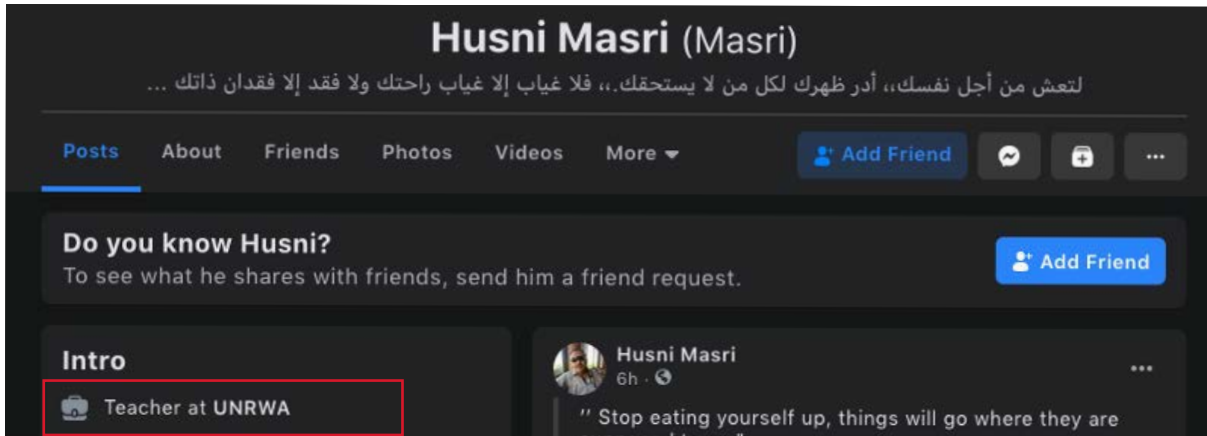 Husni Masri (Masri)
لتعش من أجل نفسك،، أدر ظهرك لكل من لا يستحقك.،، فلا غياب إلا غياب راحتك ولا فقد إلا فقدان ذاتك ...
Posts About Friends Photos Videos More
Add Friend
Do you know Husni?
To see what he shares with friends, send him a friend request.
Add Friend
Intro
Teacher at UNRWA
Husni Masri
6h ·
" Stop eating yourself up, things will go where they are